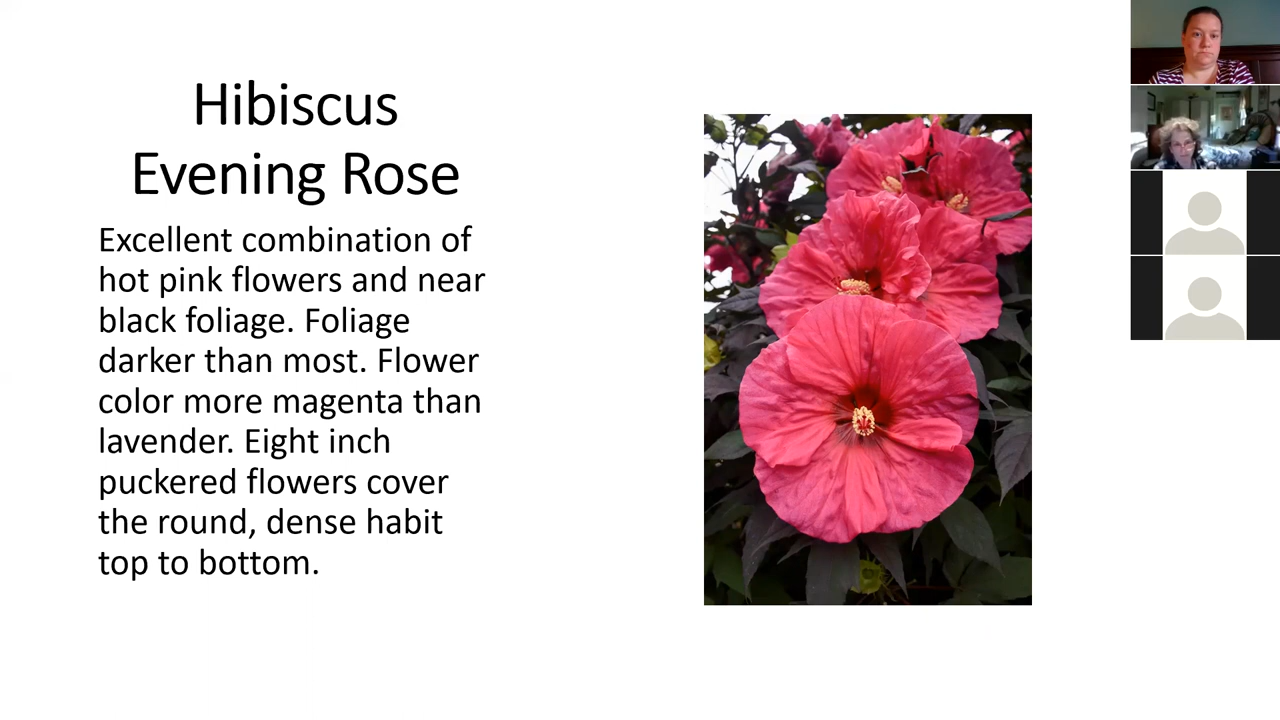 Hibiscus
Evening Rose
Excellent combination of
hot pink flowers and near
black foliage. Foliage
darker than most. Flower
color more magenta than
lavender. Eight inch
puckered flowers cover
the round, dense habit
top to bottom.